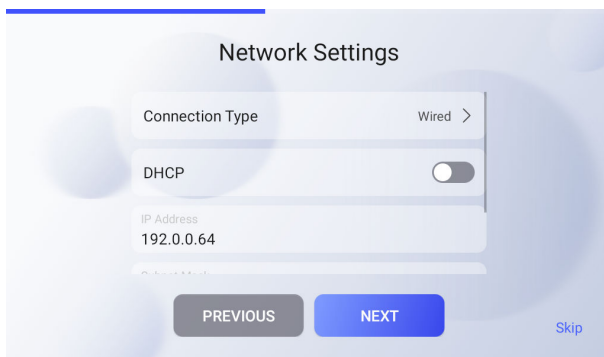 Network Settings
Connection Type
Wired
DHCP
IP Address
192.0.0.64
PREVIOUS
NEXT
Skip